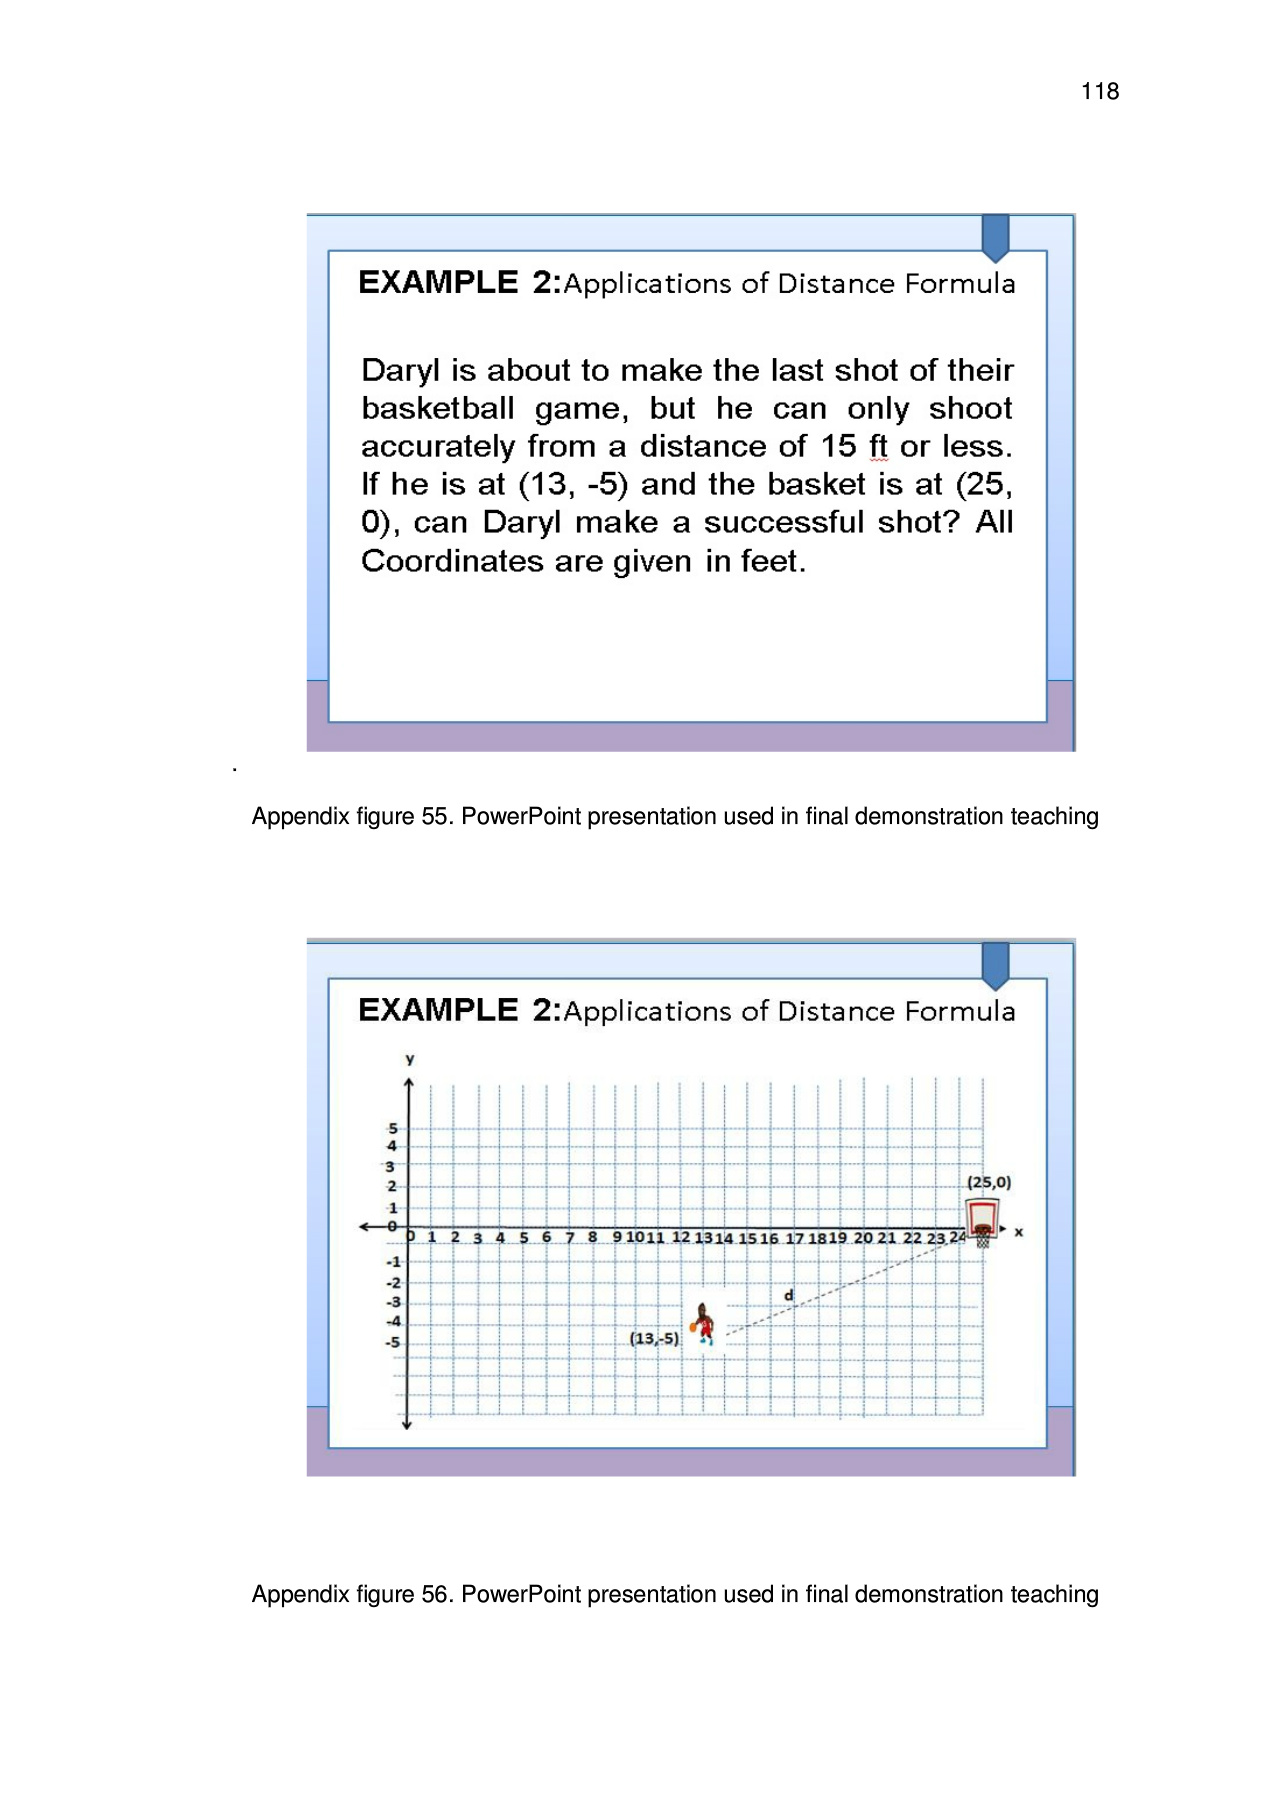 118
EXAMPLE 2:Applications of Distance Formula
Daryl is about to make the last shot of their
basketball game, but he can only shoot
accurately from a distance of 15 ft or less.
If he is at (13, -5) and the basket is at (25,
0), can Daryl make a successful shot? All
Coordinates are given in feet.
.
Appendix figure 55. PowerPoint presentation used in final demonstration teaching
EXAMPLE 2:Applications of Distance Formula
y
5
4
3
2
1
0
(25,0)
x
0 1 2 3 4 5 6 7 8 9 10 11 12 13 14 15 16 17 18 19 20 21 22 23 24
-1
-2
-3
-4
-5
d
(13,-5)
Appendix figure 56. PowerPoint presentation used in final demonstration teaching